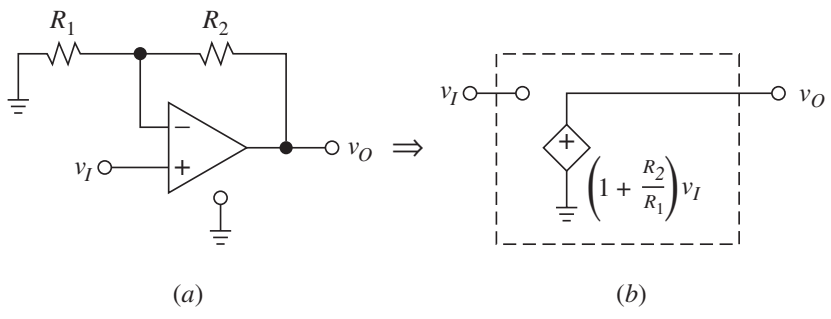 R1 R2
−
+
vI
vO
⇒
vI
vO
+
(1 + R2/R1) vI
(a)
(b)